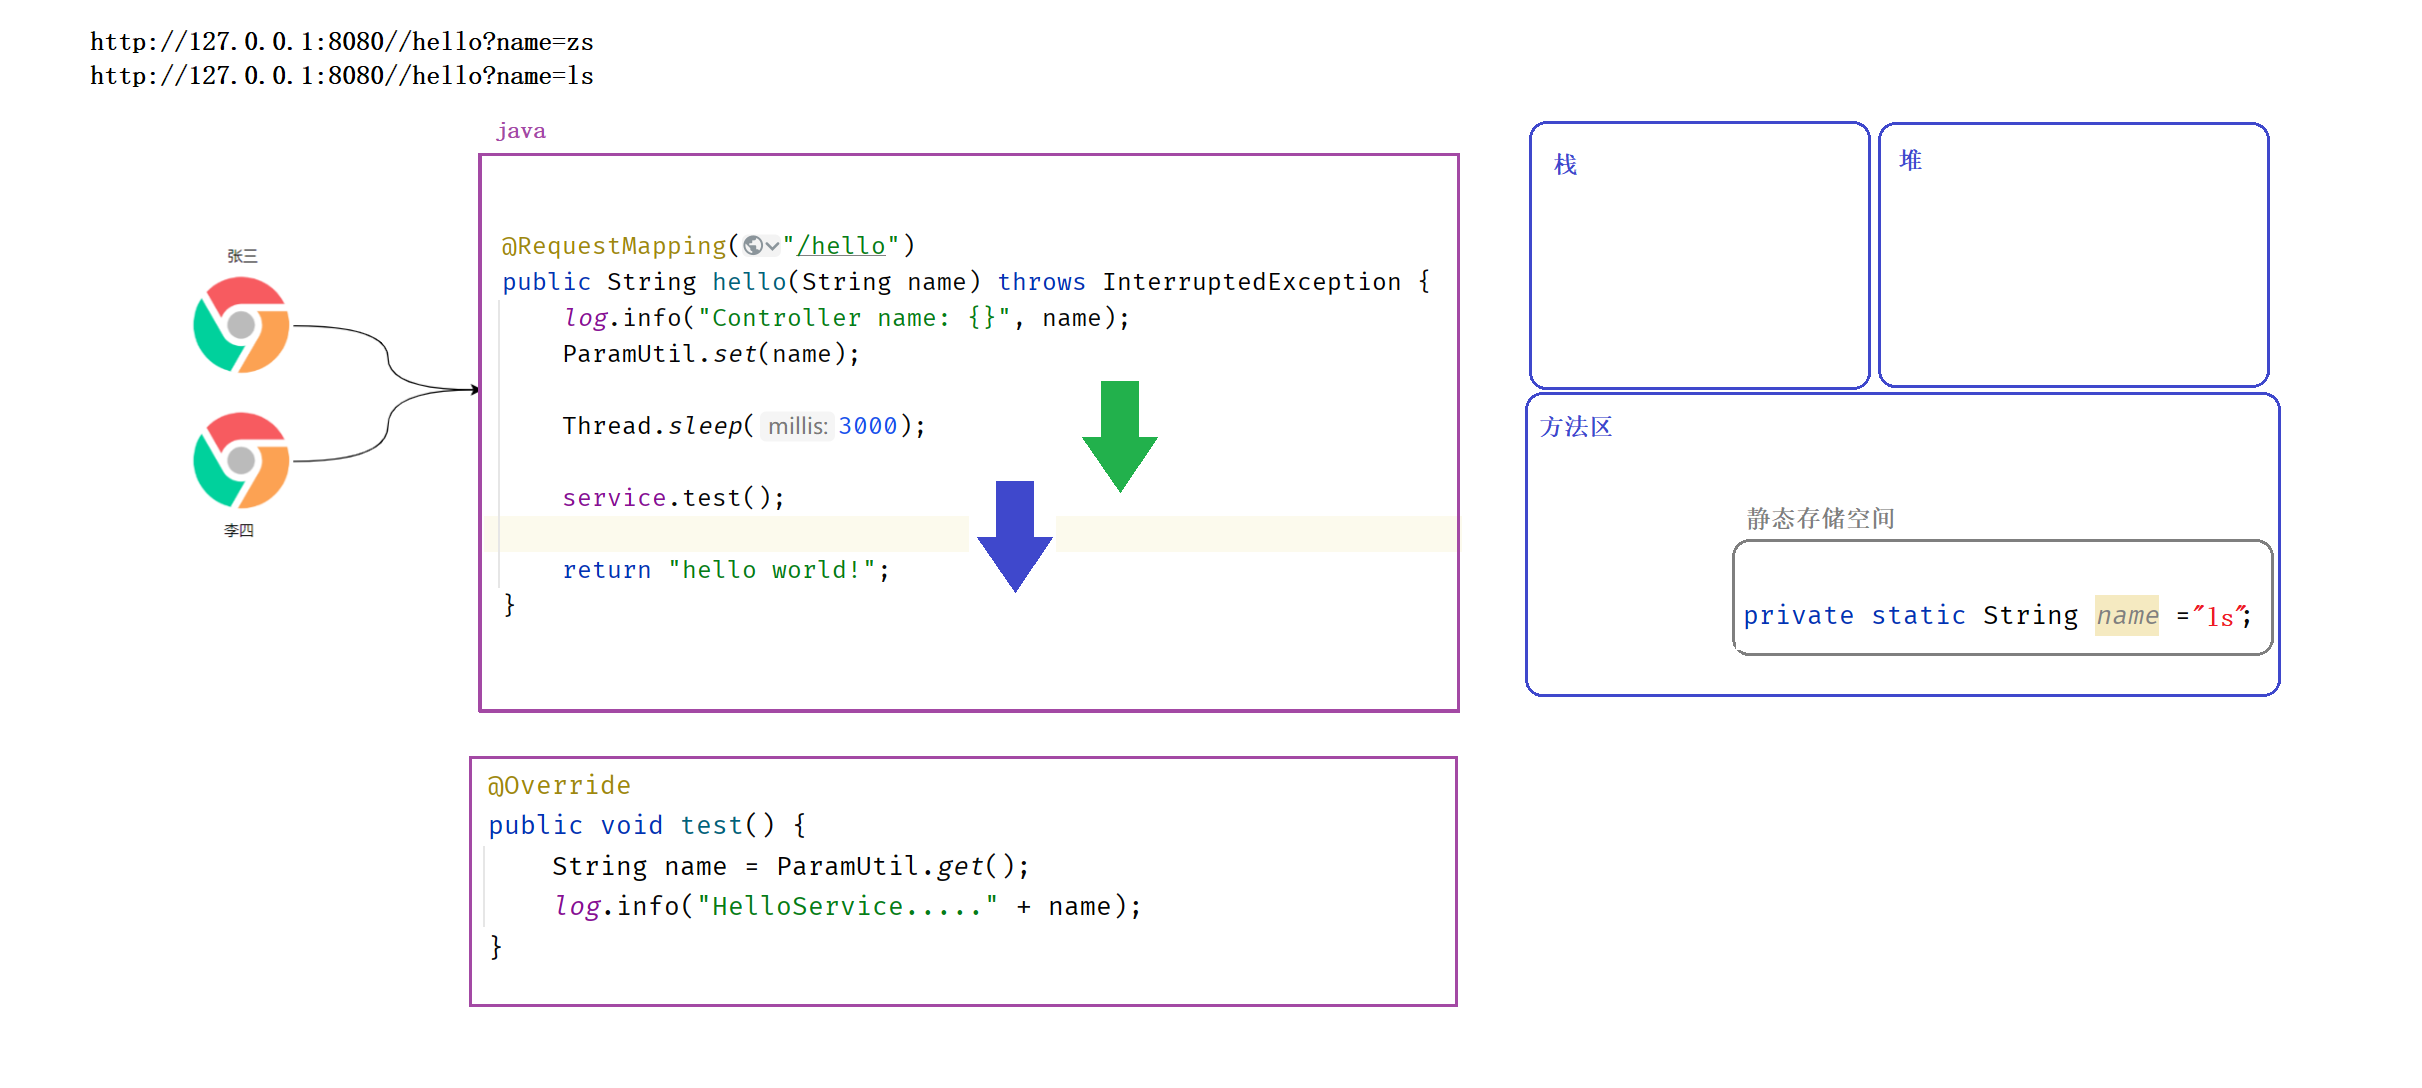 http://127.0.0.1:8080//hello?name=zs
http://127.0.0.1:8080//hello?name=ls
java
张三
李四
@RequestMapping("/hello")
public String hello(String name) throws InterruptedException {
log.info("Controller name: {}", name);
ParamUtil.set(name);
Thread.sleep( millis: 3000);
service.test();
return "hello world!";
}
@Override
public void test() {
String name = ParamUtil.get();
log.info("HelloService....." + name);
}
栈
堆
方法区
静态存储空间
private static String name ="ls";